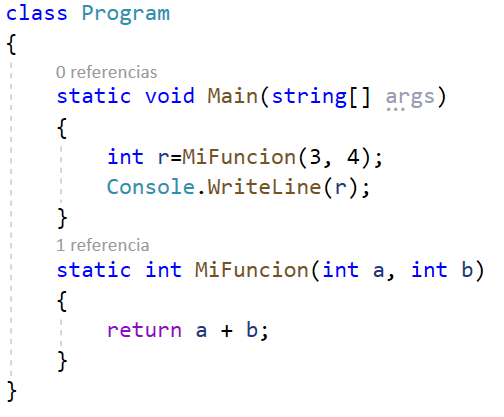 class Program
{
0 referencias
static void Main(string[] args)
{
int r=MiFuncion(3, 4);
Console.WriteLine(r);
}
1 referencia
static int MiFuncion(int a, int b)
{
return a + b;
}
}